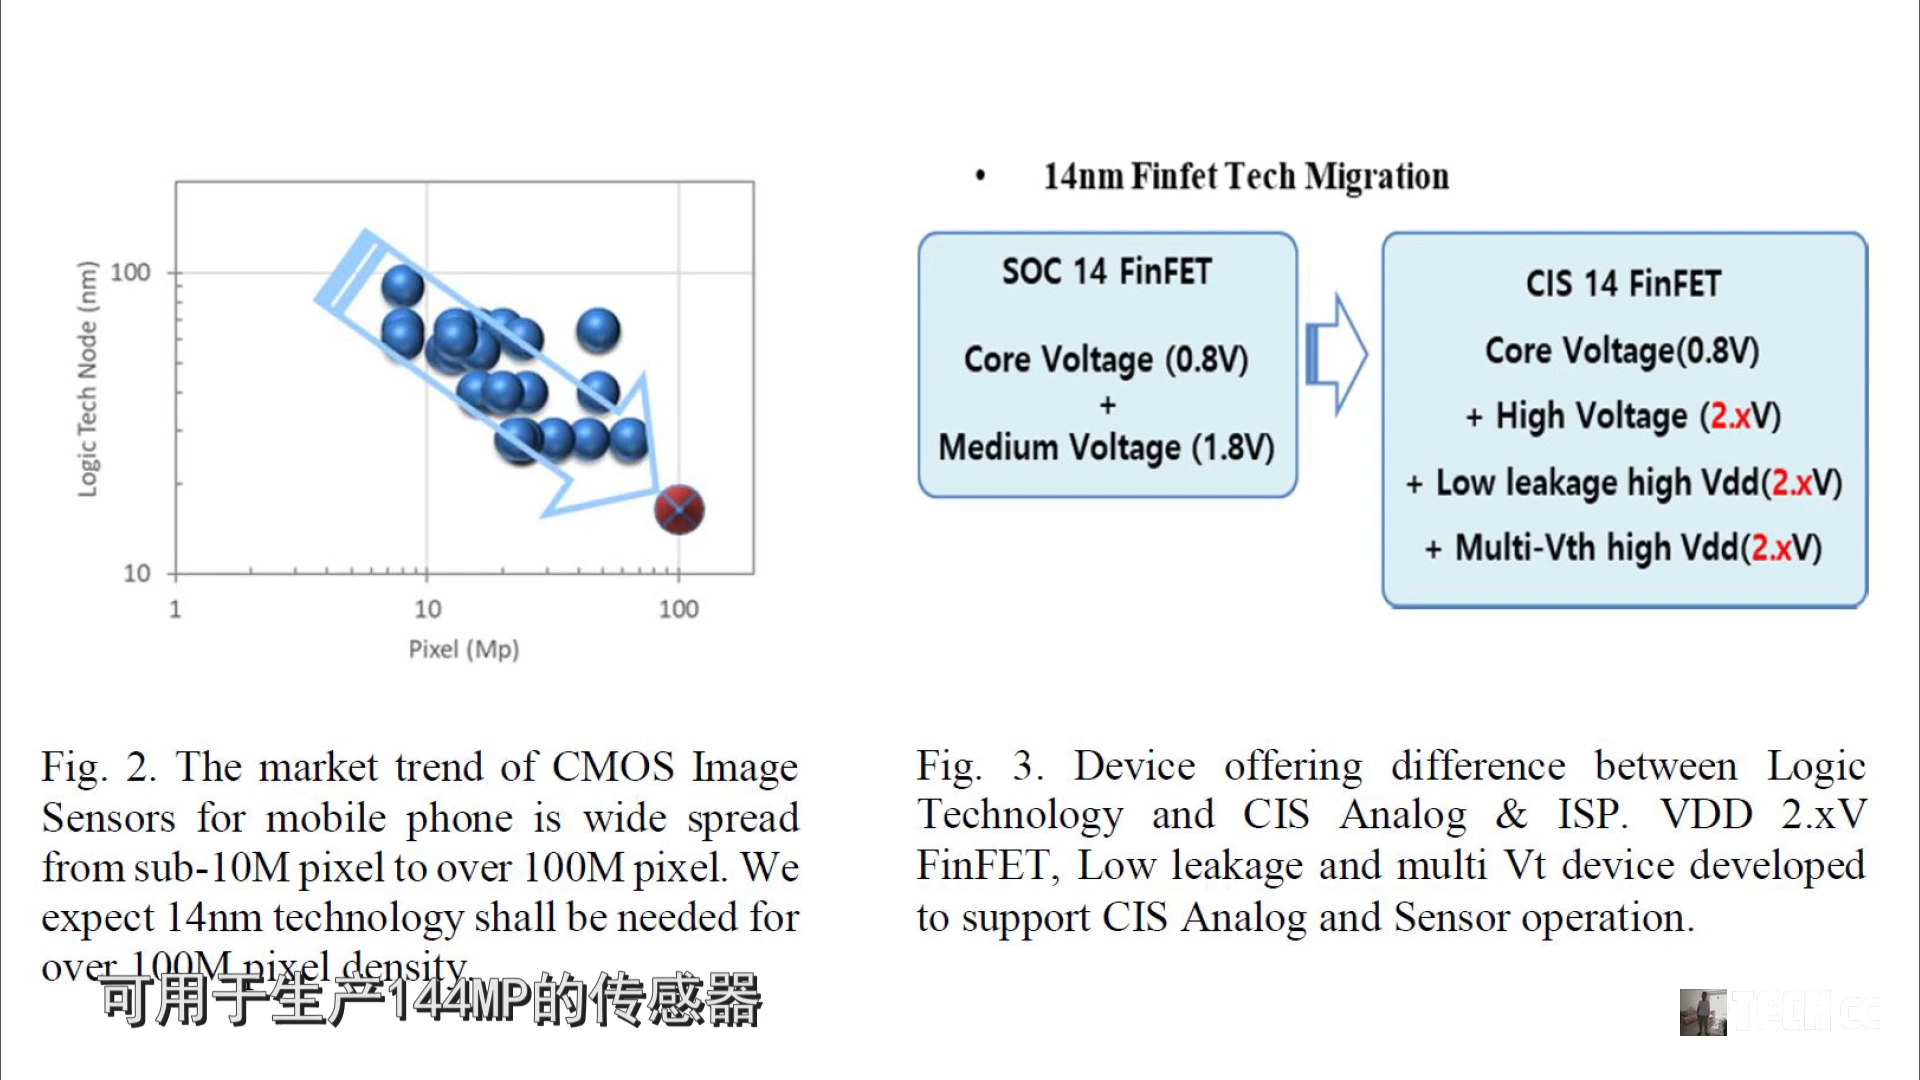 Logic Tech Node (nm)
100
10
1
10
100
Pixel (Mp)
Fig. 2. The market trend of CMOS Image
Sensors for mobile phone is wide spread
from sub-10M pixel to over 100M pixel. We
expect 14nm technology shall be needed for
over 100M pixel density.
• 14nm Finfet Tech Migration
SOC 14 FinFET
Core Voltage (0.8V)
+
Medium Voltage (1.8V)
CIS 14 FinFET
Core Voltage(0.8V)
+ High Voltage (2.xV)
+ Low leakage high Vdd(2.xV)
+ Multi-Vth high Vdd(2.xV)
Fig. 3. Device offering difference between Logic
Technology and CIS Analog & ISP. VDD 2.xV
FinFET, Low leakage and multi Vt device developed
to support CIS Analog and Sensor operation.
可用于生产144MP的传感器
TECH